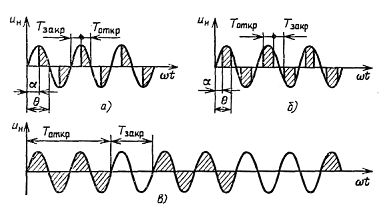 uн Tзакр Tоткр
α
θ
ωt
а)
uн Tоткр Tзакр
α
θ
ωt
б)
uн Tоткр Tзакр
ωt
в)